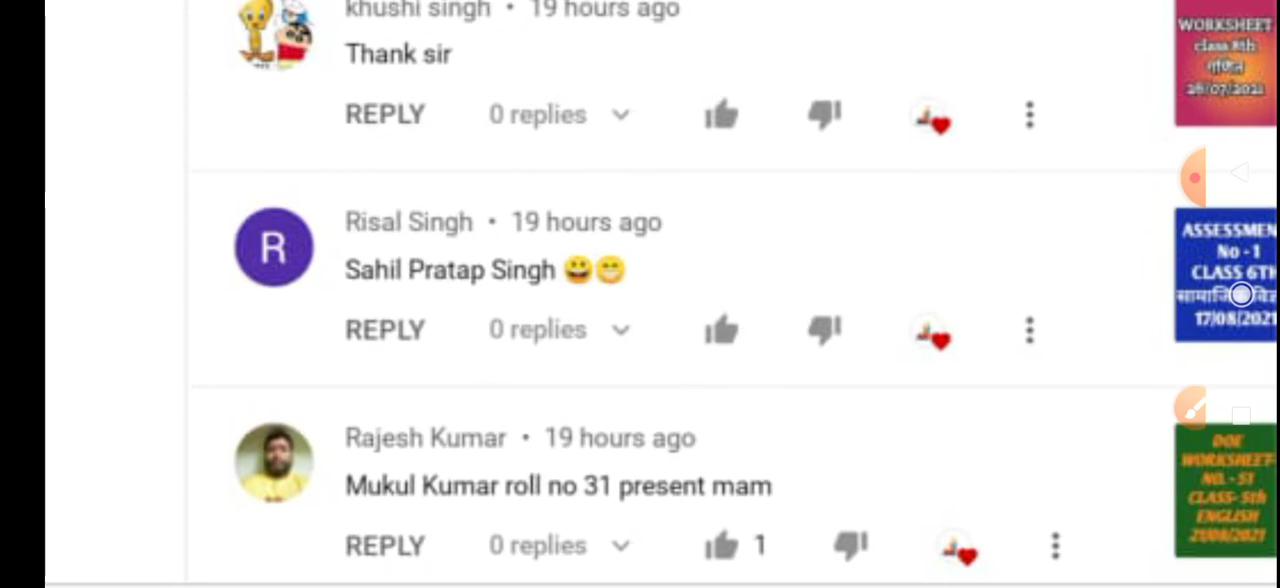 khushi singh • 19 hours ago
Thank sir
REPLY 0 replies
R
Risal Singh • 19 hours ago
Sahil Pratap Singh 😀😁
REPLY 0 replies
Rajesh Kumar • 19 hours ago
Mukul Kumar roll no 31 present mam
REPLY 0 replies 1
WORKSHEET
class 8th
गणित
28/07/2021
ASSESSMEN
No - 1
CLASS 6TH
17/08/2021
DOE
WORKSHEET
NO. - 51
CLASS- 5th
ENGLISH